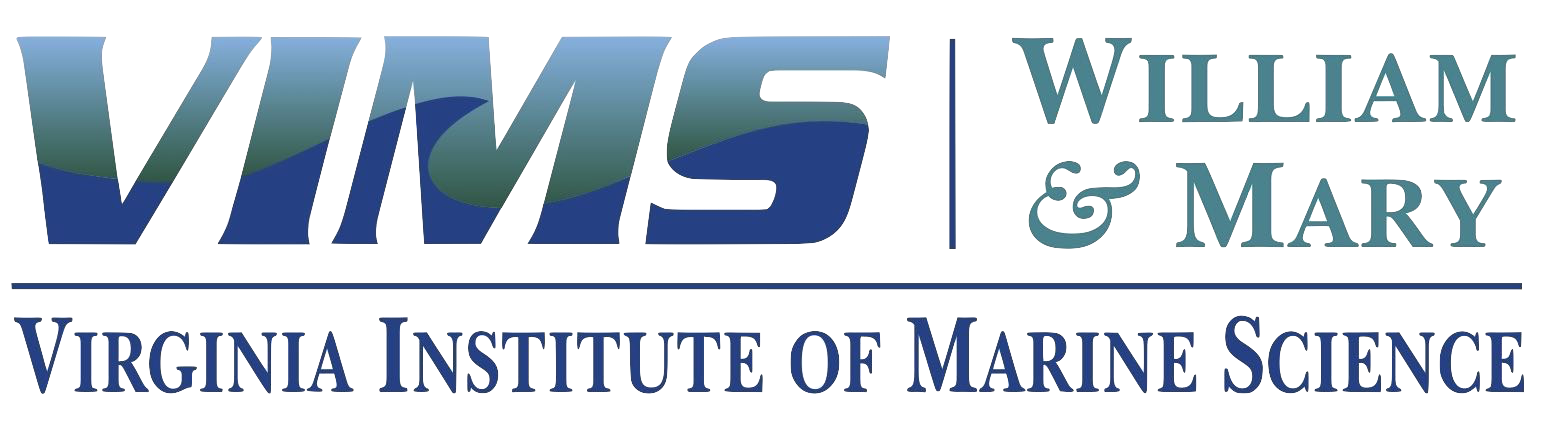 VIMS
WILLIAM
& MARY
VIRGINIA INSTITUTE OF MARINE SCIENCE